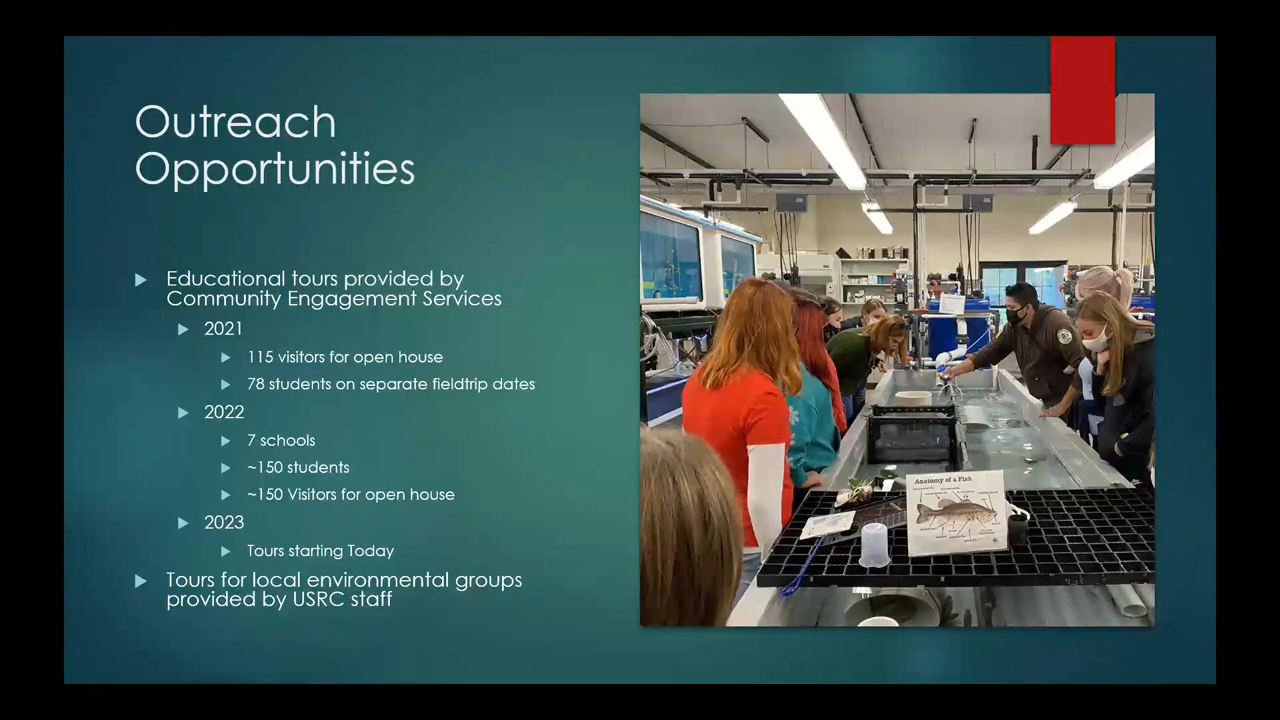 Outreach
Opportunities
Educational tours provided by
Community Engagement Services
2021
115 visitors for open house
78 students on separate fieldtrip dates
2022
7 schools
~150 students
~150 Visitors for open house
2023
Tours starting Today
Tours for local environmental groups
provided by USRC staff
Anatomy of a Fish